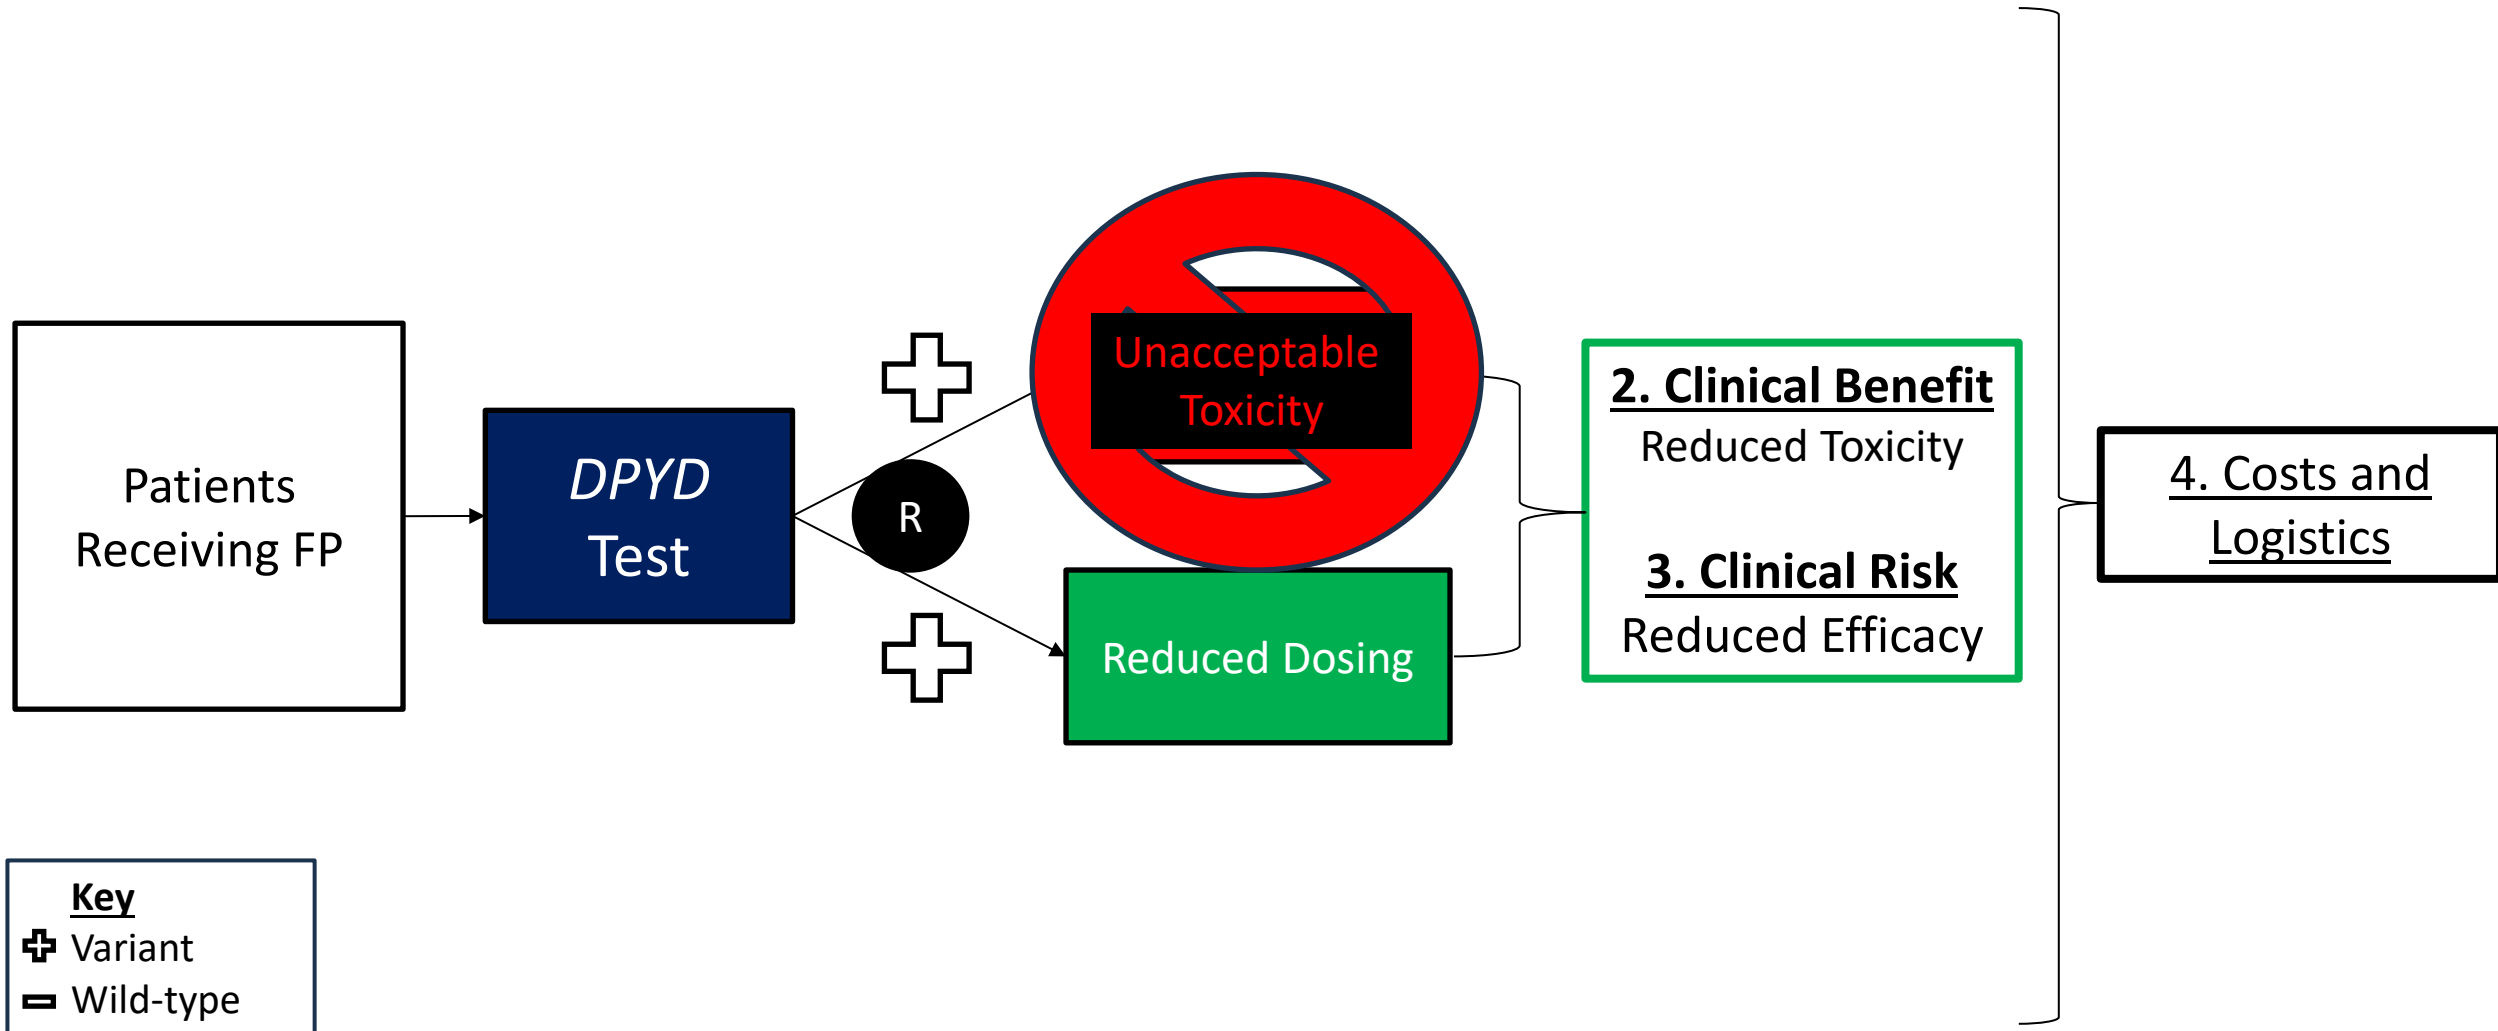 Patients
Receiving FP
DPYD
Test
R
Unacceptable
Toxicity
Reduced Dosing
2. Clinical Benefit
Reduced Toxicity
3. Clinical Risk
Reduced Efficacy
4. Costs and
Logistics
Key
Variant
Wild-type